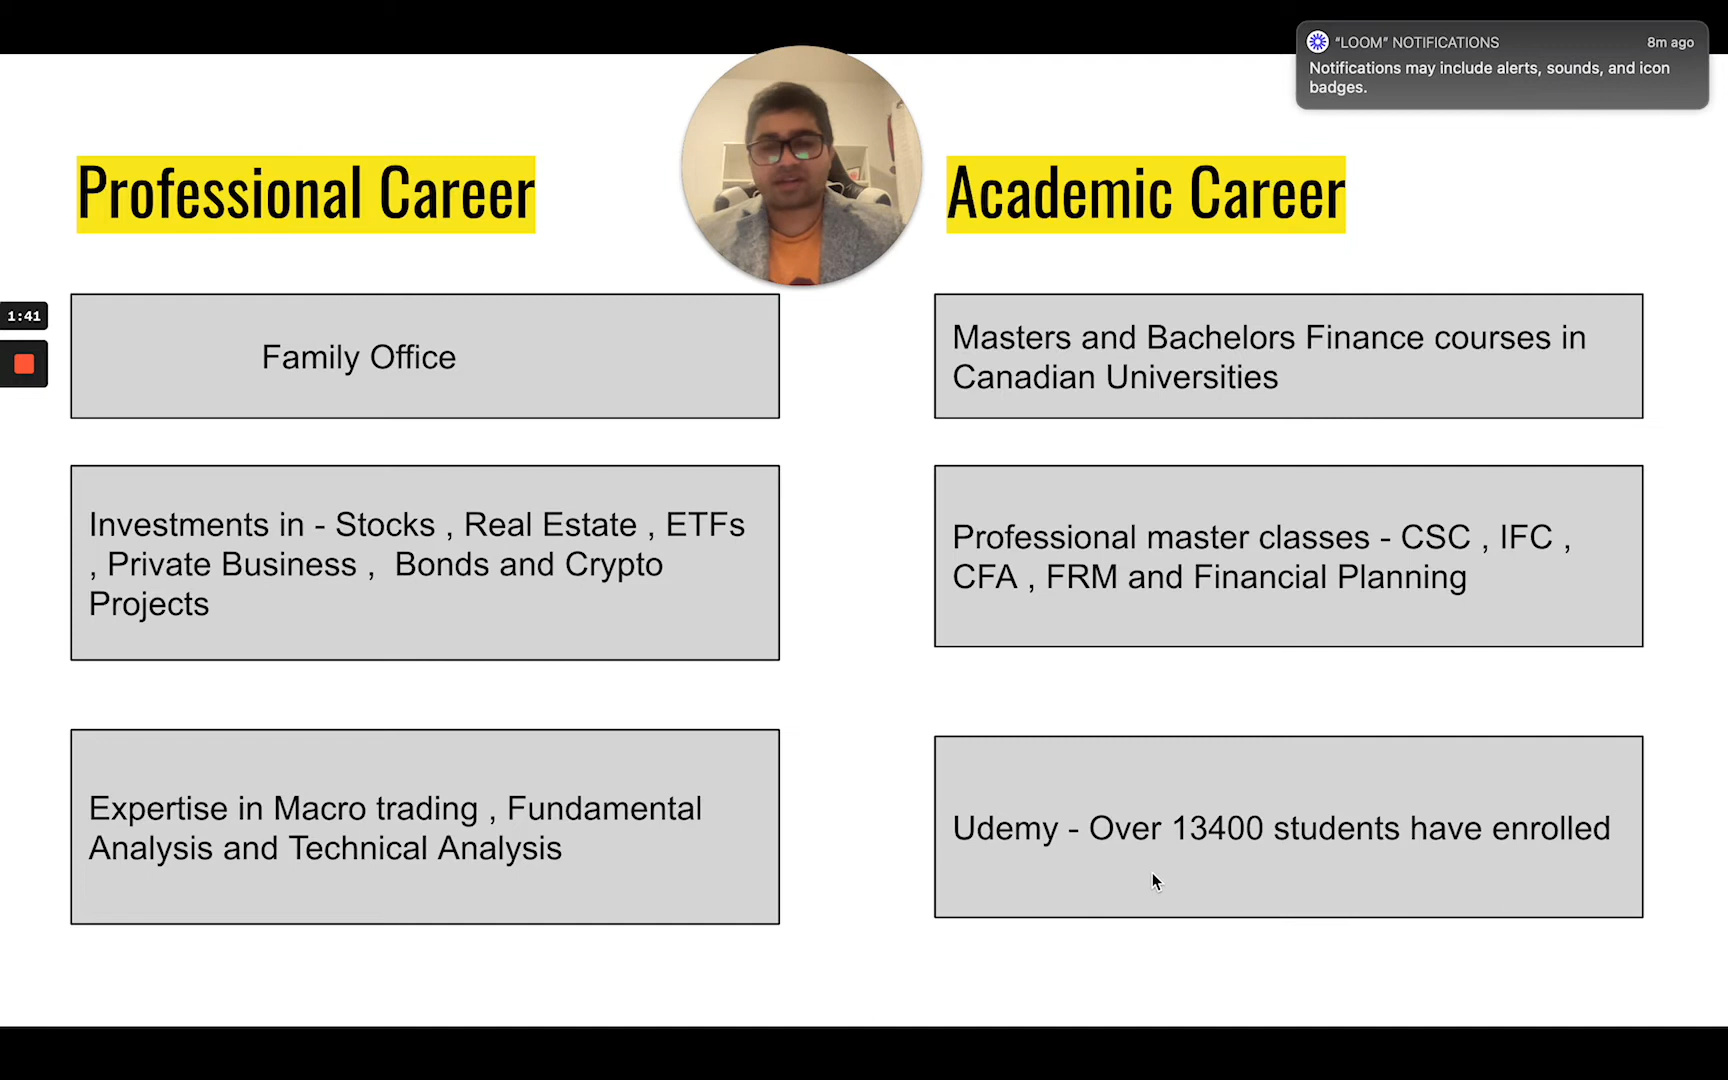 "LOOM" NOTIFICATIONS
8m ago
Notifications may include alerts, sounds, and icon
badges.
Professional Career
Academic Career
1:41
Family Office
Masters and Bachelors Finance courses in
Canadian Universities
Investments in - Stocks , Real Estate , ETFs
, Private Business , Bonds and Crypto
Projects
Professional master classes - CSC , IFC ,
CFA , FRM and Financial Planning
Expertise in Macro trading , Fundamental
Analysis and Technical Analysis
Udemy - Over 13400 students have enrolled